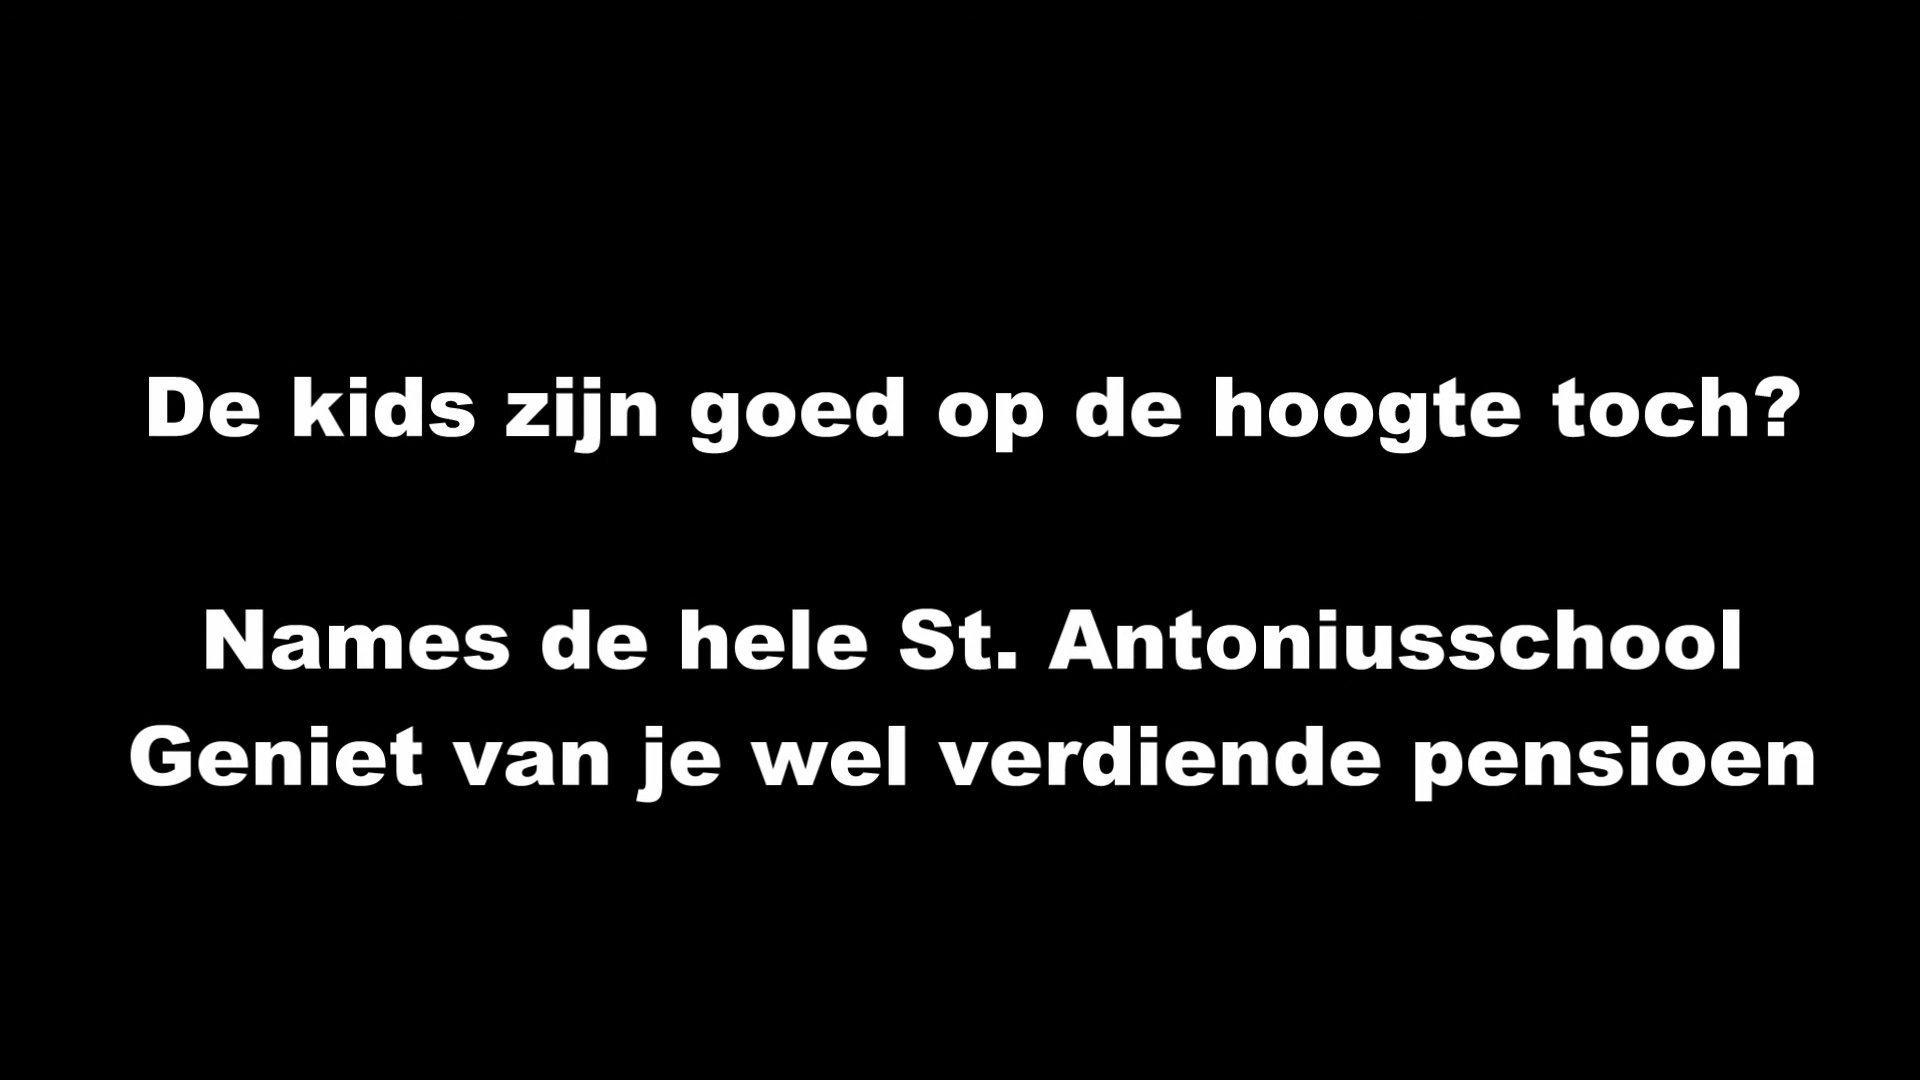 De kids zijn goed op de hoogte toch?
Names de hele St. Antoniusschool
Geniet van je wel verdiende pensioen